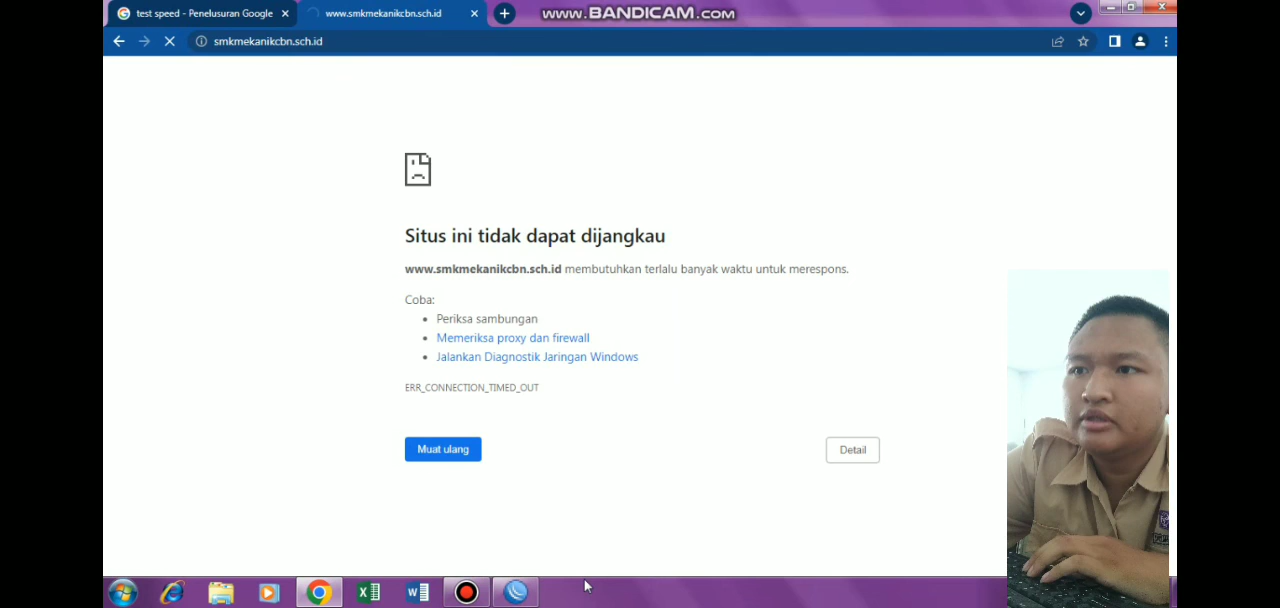 test speed - Penelusuran Google
www.smkmekanikcbn.sch.id
WWW.BANDICAM.COM
smkmekanikcbn.sch.id
Situs ini tidak dapat dijangkau
www.smkmekanikcbn.sch.id membutuhkan terlalu banyak waktu untuk merespons.
Coba:
Periksa sambungan
Memeriksa proxy dan firewall
Jalankan Diagnostik Jaringan Windows
ERR_CONNECTION_TIMED_OUT
Muat ulang
Detail